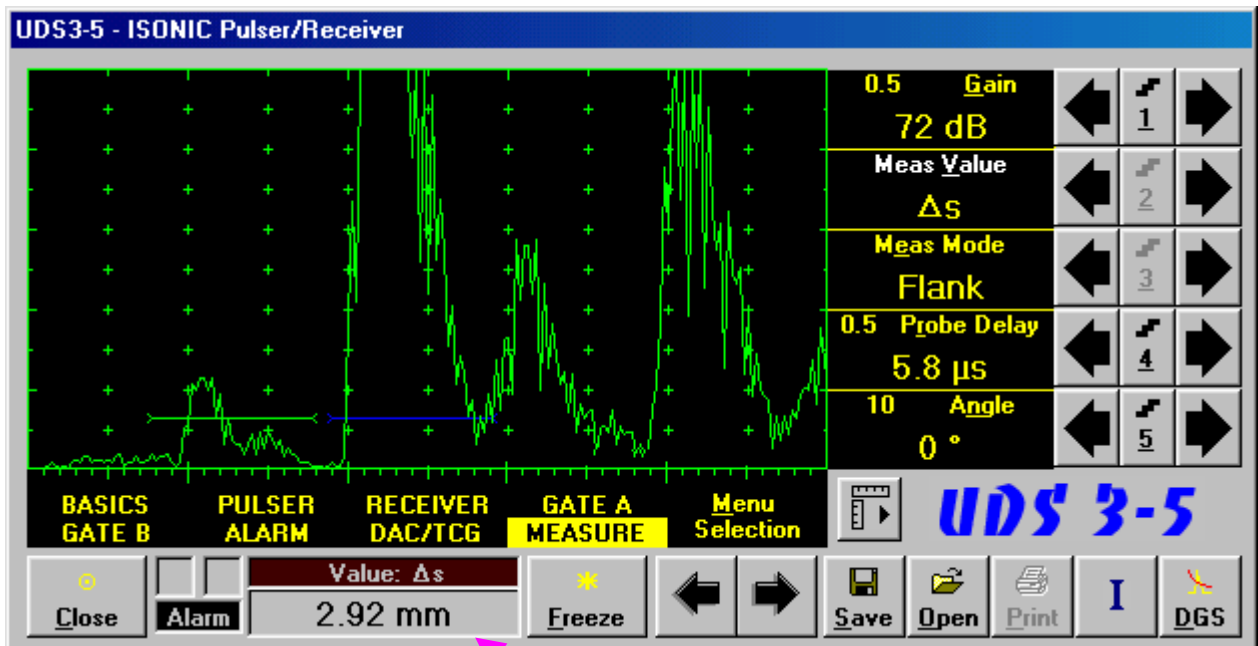 UDS3-5 - ISONIC Pulser/Receiver
0.5 Gain
72 dB
1
Meas Value
Δs
2
Meas Mode
Flank
3
0.5 Probe Delay
5.8 µs
4
10 Angle
0 °
5
BASICS PULSER RECEIVER GATE A Menu
GATE B ALARM DAC/TCG MEASURE Selection
UDS 3-5
Close
Alarm
Value: Δs
2.92 mm
Freeze
Save
Open
Print
I
DGS